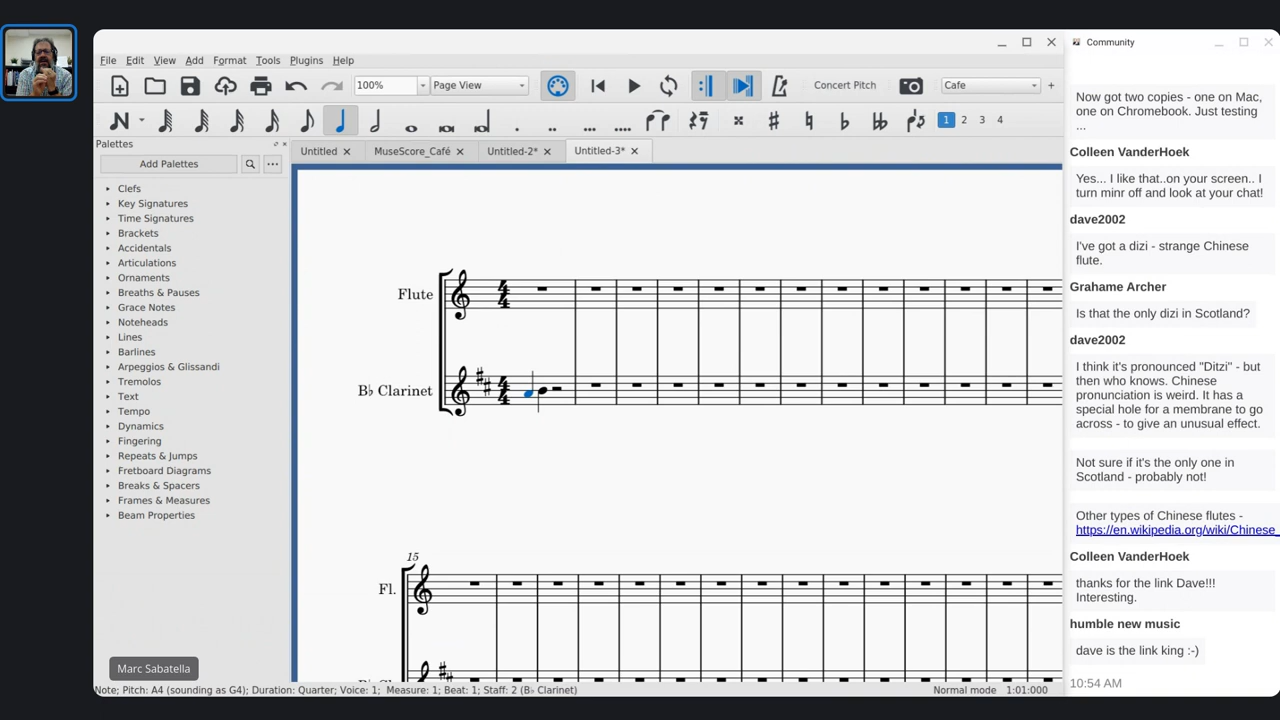 Community
File Edit View Add Format Tools Plugins Help
100% Page View Concert Pitch Cafe +
N 1 2 3 4
Palettes
Untitled MuseScore_Café Untitled-2* Untitled-3*
Add Palettes
Clefs
Key Signatures
Time Signatures
Brackets
Accidentals
Articulations
Ornaments
Breaths & Pauses
Grace Notes
Noteheads
Lines
Barlines
Arpeggios & Glissandi
Tremolos
Text
Tempo
Dynamics
Fingering
Repeats & Jumps
Fretboard Diagrams
Breaks & Spacers
Frames & Measures
Beam Properties
Flute
B♭ Clarinet
15
Fl.
Marc Sabatella
Note; Pitch: A4 (sounding as G4); Duration: Quarter; Voice: 1; Measure: 1; Beat: 1; Staff: 2 (B♭ Clarinet)
Normal mode 1:01:000
Now got two copies - one on Mac,
one on Chromebook. Just testing
...
Colleen VanderHoek
Yes... I like that..on your screen.. I
turn minr off and look at your chat!
dave2002
I've got a dizi - strange Chinese
flute.
Grahame Archer
Is that the only dizi in Scotland?
dave2002
I think it's pronounced "Ditzi" - but
then who knows. Chinese
pronunciation is weird. It has a
special hole for a membrane to go
across - to give an unusual effect.
Not sure if it's the only one in
Scotland - probably not!
Other types of Chinese flutes -
https://en.wikipedia.org/wiki/Chinese_
Colleen VanderHoek
thanks for the link Dave!!!
Interesting.
humble new music
dave is the link king :-)
10:54 AM